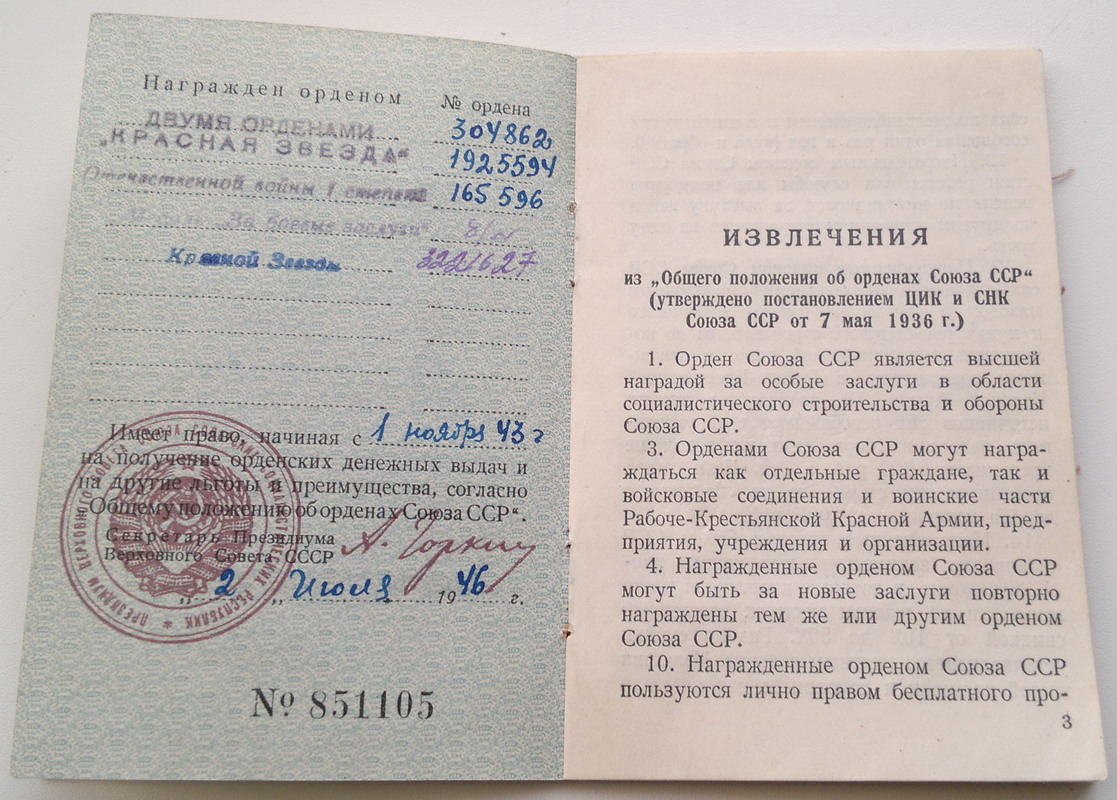 Награжден орденом № ордена
ДВУМЯ ОРДЕНАМИ 304862
„КРАСНАЯ ЗВЕЗДА“ 1925594
Отечественной войны I степени 165596
„За боевые заслуги“ б/н
Красной Звезды 3221627
Имеет право, начиная с 1 ноября 43 г
на получение орденских денежных выдач и
на другие льготы и преимущества, согласно
„Общему положению об орденах Союза ССР“.
Секретарь Президиума
Верховного Совета СССР А. Горкин
„ 2 „ Июля 1946 г.
№ 851105
ИЗВЛЕЧЕНИЯ
из „Общего положения об орденах Союза ССР“
(утверждено постановлением ЦИК и СНК
Союза ССР от 7 мая 1936 г.)
1. Орден Союза ССР является высшей
наградой за особые заслуги в области
социалистического строительства и обороны
Союза ССР.
3. Орденами Союза ССР могут награ-
ждаться как отдельные граждане, так и
войсковые соединения и воинские части
Рабоче-Крестьянской Красной Армии, пред-
приятия, учреждения и организации.
4. Награжденные орденом Союза ССР
могут быть за новые заслуги повторно
награждены тем же или другим орденом
Союза ССР.
10. Награжденные орденом Союза ССР
пользуются лично правом бесплатного про-
3